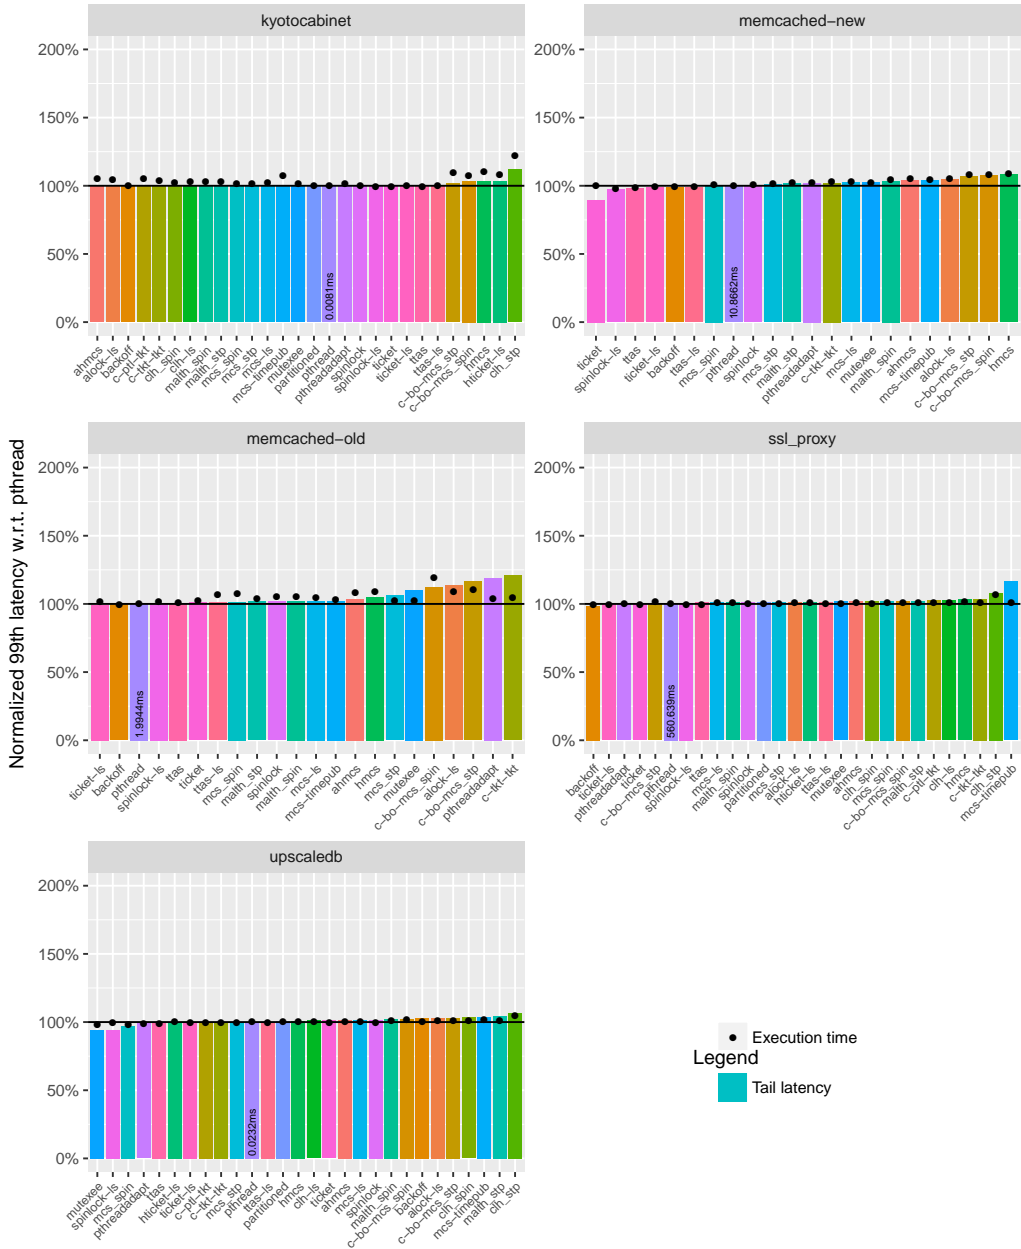 kyotocabinet
memcached-new
200%
150%
100%
50%
0%
0.0081ms
ahmcs
alock-ls
backoff
c-ptl-tkt
c-tkt-tkt
clh_spin
clh-ls
malth_spin
malth_stp
mcs_spin
mcs_stp
mcs-ls
mcs-timepub
mutexee
partitioned
pthread
pthreadadapt
spinlock
spinlock-ls
ticket
ticket-ls
ttas
ttas-ls
c-bo-mcs_stp
c-bo-mcs_spin
hmcs
hticket-ls
clh_stp
200%
150%
100%
50%
0%
10.8662ms
ticket
spinlock-ls
ttas
ticket-ls
backoff
ttas-ls
mcs_spin
pthread
spinlock
mcs_stp
malth_stp
pthreadadapt
c-tkt-tkt
mcs-ls
mutexee
malth_spin
ahmcs
mcs-timepub
alock-ls
c-bo-mcs_stp
c-bo-mcs_spin
hmcs
Normalized 99th latency w.r.t. pthread
memcached-old
ssl_proxy
200%
150%
100%
50%
0%
1.9944ms
ticket-ls
backoff
pthread
spinlock-ls
ttas
ticket
ttas-ls
mcs_spin
malth_stp
spinlock
malth_spin
mcs-ls
mcs-timepub
ahmcs
hmcs
mcs_stp
mutexee
c-bo-mcs_spin
alock-ls
c-bo-mcs_stp
pthreadadapt
c-tkt-tkt
200%
150%
100%
50%
0%
560.639ms
backoff
ticket-ls
pthreadadapt
ticket
c-bo-mcs_stp
pthread
spinlock-ls
ttas
mcs-ls
malth_spin
spinlock
partitioned
mcs_stp
alock-ls
hticket-ls
ttas-ls
mutexee
ahmcs
clh_spin
mcs_spin
c-bo-mcs_spin
malth_stp
c-ptl-tkt
clh-ls
hmcs
c-tkt-tkt
clh_stp
mcs-timepub
upscaledb
200%
150%
100%
50%
0%
0.0232ms
mutexee
spinlock-ls
mcs_spin
pthreadadapt
ttas
hticket-ls
ticket-ls
c-ptl-tkt
c-tkt-tkt
mcs_stp
pthread
ttas-ls
partitioned
hmcs
clh-ls
ticket
ahmcs
mcs-ls
spinlock
malth_spin
c-bo-mcs_spin
backoff
alock-ls
c-bo-mcs_stp
clh_spin
mcs-timepub
malth_stp
clh_stp
Execution time
Legend
Tail latency